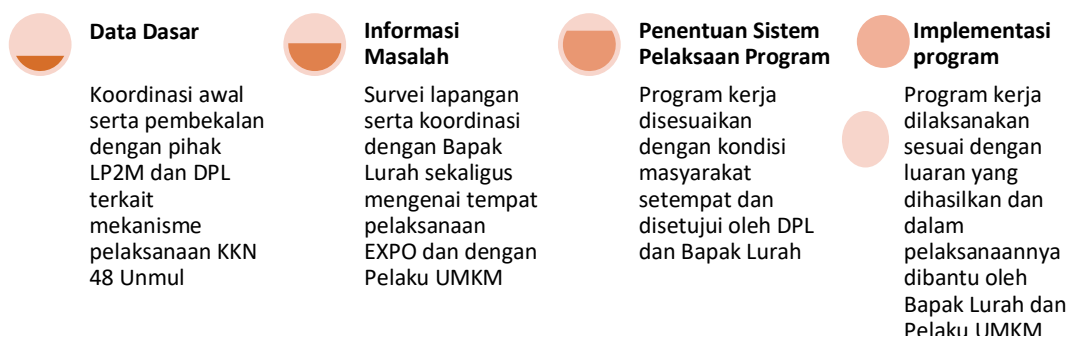 Data Dasar
Koordinasi awal
serta pembekalan
dengan pihak
LP2M dan DPL
terkait
mekanisme
pelaksanaan KKN
48 Unmul
Informasi
Masalah
Survei lapangan
serta koordinasi
dengan Bapak
Lurah sekaligus
mengenai tempat
pelaksanaan
EXPO dan dengan
Pelaku UMKM
Penentuan Sistem
Pelaksaan Program
Program kerja
disesuaikan
dengan kondisi
masyarakat
setempat dan
disetujui oleh DPL
dan Bapak Lurah
Implementasi
program
Program kerja
dilaksanakan
sesuai dengan
luaran yang
dihasilkan dan
dalam
pelaksanaannya
dibantu oleh
Bapak Lurah dan
Pelaku UMKM